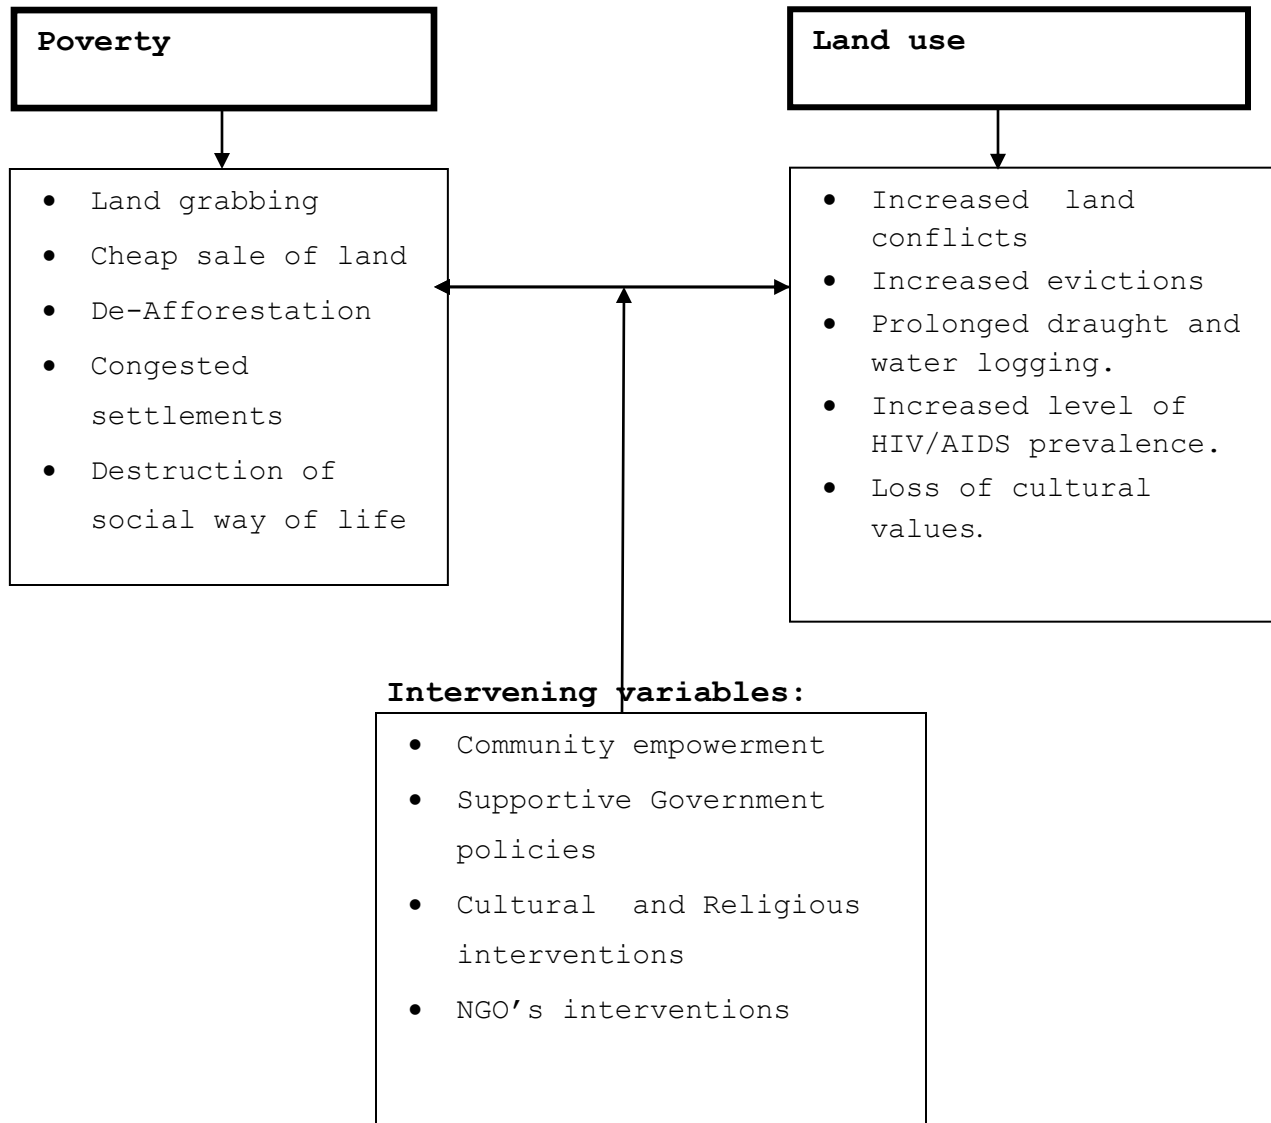 Poverty
• Land grabbing
• Cheap sale of land
• De-Afforestation
• Congested
settlements
• Destruction of
social way of life
Land use
• Increased land
conflicts
• Increased evictions
• Prolonged draught and
water logging.
• Increased level of
HIV/AIDS prevalence.
• Loss of cultural
values.
Intervening variables:
• Community empowerment
• Supportive Government
policies
• Cultural and Religious
interventions
• NGO’s interventions